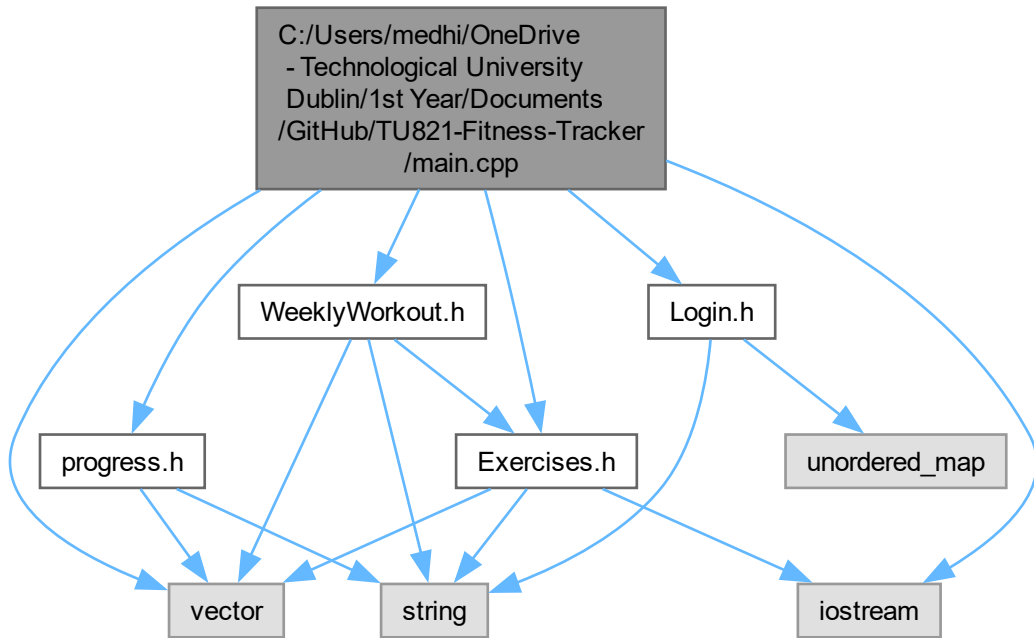 C:/Users/medhi/OneDrive
- Technological University
Dublin/1st Year/Documents
/GitHub/TU821-Fitness-Tracker
/main.cpp
WeeklyWorkout.h
Login.h
progress.h
Exercises.h
unordered_map
vector
string
iostream